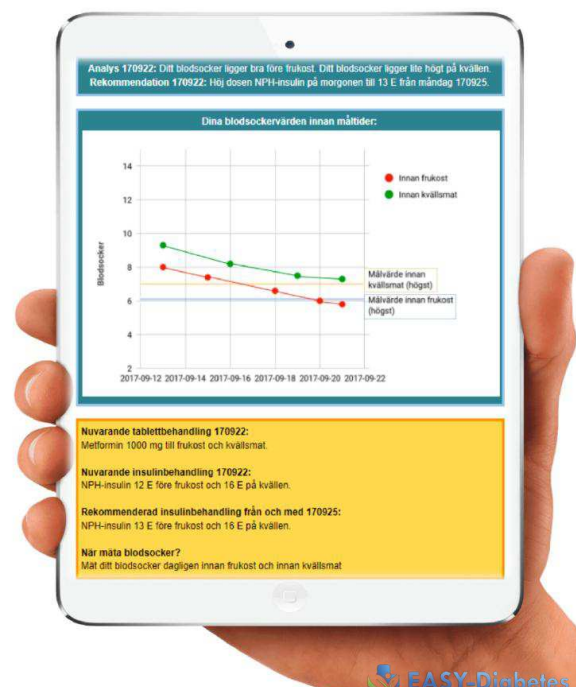 Analys 170922: Ditt blodsocker ligger bra före frukost. Ditt blodsocker ligger lite högt på kvällen.
Rekommendation 170922: Höj dosen NPH-insulin på morgonen till 13 E från måndag 170925.
Dina blodsockervärden innan måltider:
14
12
10
8
6
4
2
Blodsocker
Innan frukost
Innan kvällsmat
Målvärde innan
kvällsmat (högst)
Målvärde innan frukost
(högst)
2017-09-12 2017-09-14 2017-09-16 2017-09-18 2017-09-20 2017-09-22
Nuvarande tablettbehandling 170922:
Metformin 1000 mg till frukost och kvällsmat.
Nuvarande insulinbehandling 170922:
NPH-insulin 12 E före frukost och 16 E på kvällen.
Rekommenderad insulinbehandling från och med 170925:
NPH-insulin 13 E före frukost och 16 E på kvällen.
När mäta blodsocker?
Mät ditt blodsocker dagligen innan frukost och innan kvällsmat
EASY-Diabetes